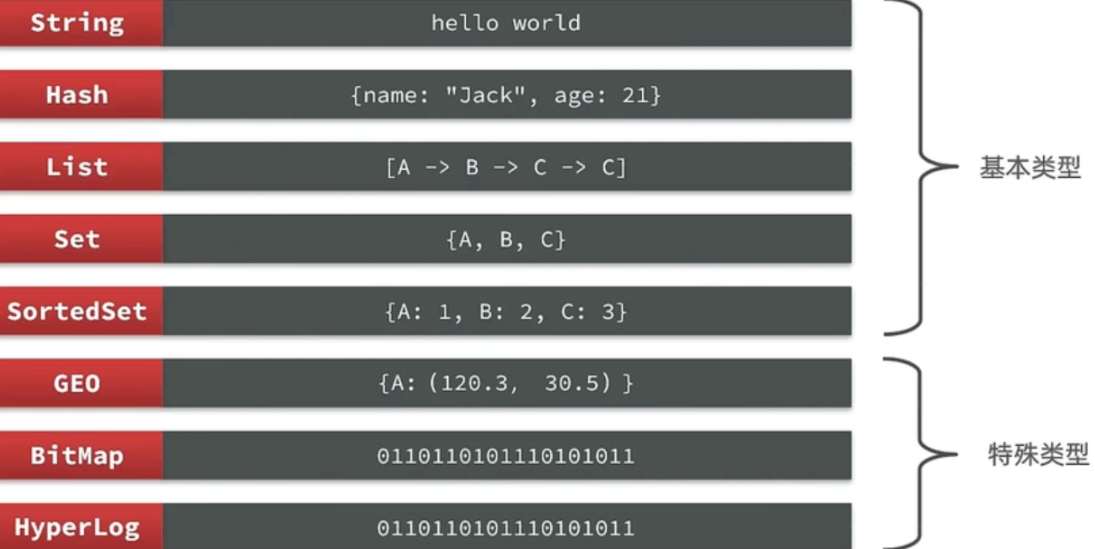 String hello world
Hash {name: "Jack", age: 21}
List [A -> B -> C -> C]
基本类型
Set {A, B, C}
SortedSet {A: 1, B: 2, C: 3}
GEO {A: (120.3, 30.5) }
BitMap 0110110101110101011
特殊类型
HyperLog 0110110101110101011